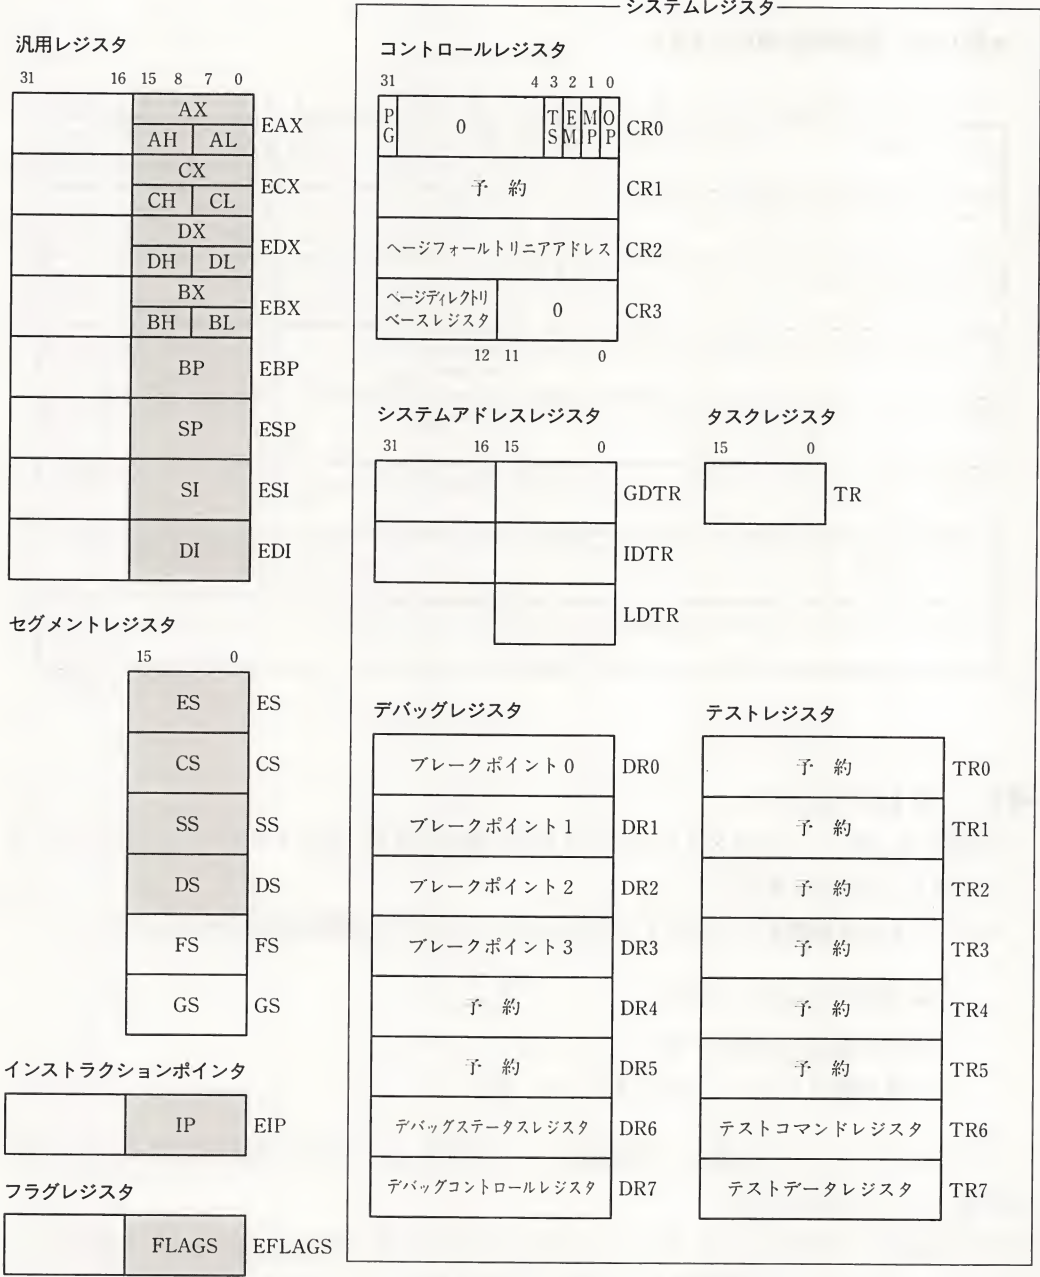 システムレジスタ
汎用レジスタ
31 16 15 8 7 0
AX
AH AL
EAX
CX
CH CL
ECX
DX
DH DL
EDX
BX
BH BL
EBX
BP EBP
SP ESP
SI ESI
DI EDI
セグメントレジスタ
15 0
ES ES
CS CS
SS SS
DS DS
FS FS
GS GS
インストラクションポインタ
IP EIP
フラグレジスタ
FLAGS EFLAGS
コントロールレジスタ
31 4 3 2 1 0
PG 0 TS EM MP OP CR0
予約 CR1
ヘージフォールトリニアアドレス CR2
ページディレクトリ
ベースレジスタ
0 CR3
12 11 0
システムアドレスレジスタ
31 16 15 0
GDTR
IDTR
LDTR
タスクレジスタ
15 0
TR
デバッグレジスタ
ブレークポイント0 DR0
ブレークポイント1 DR1
ブレークポイント2 DR2
ブレークポイント3 DR3
予約 DR4
予約 DR5
デバッグステータスレジスタ DR6
デバッグコントロールレジスタ DR7
テストレジスタ
予約 TR0
予約 TR1
予約 TR2
予約 TR3
予約 TR4
予約 TR5
テストコマンドレジスタ TR6
テストデータレジスタ TR7